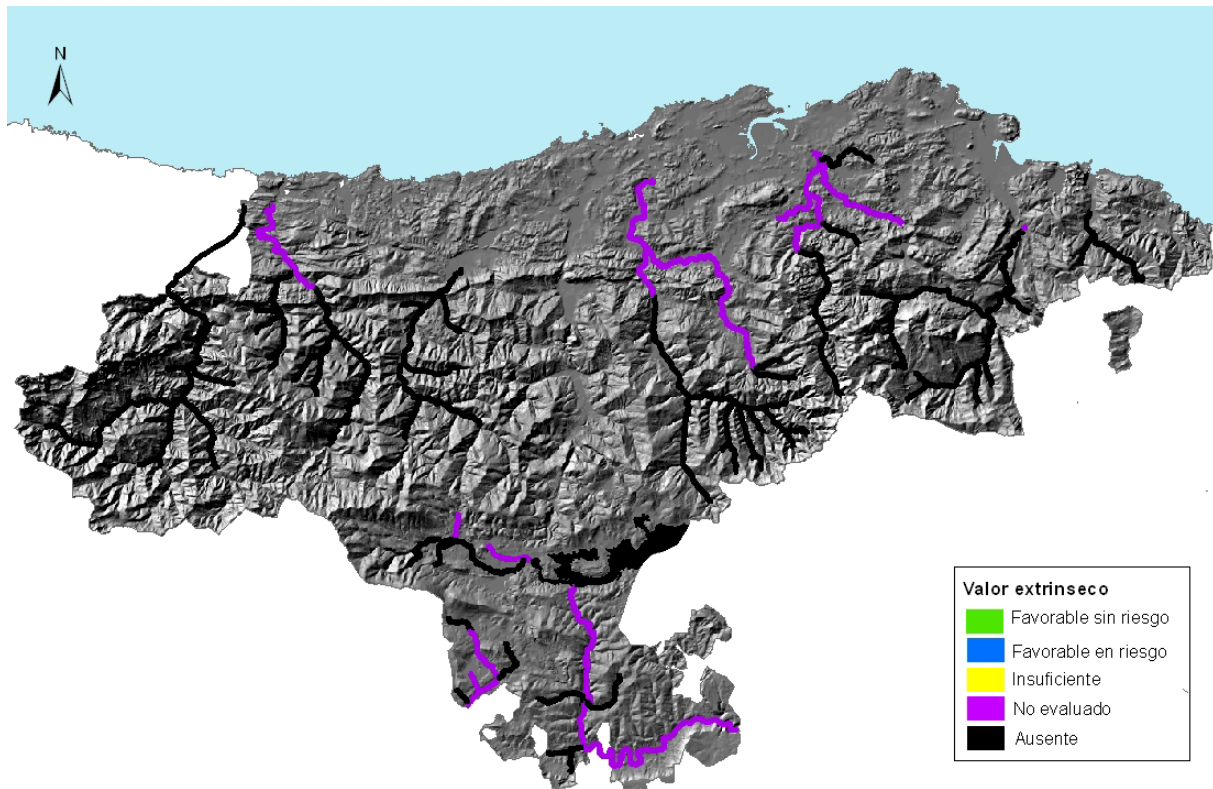 N
Valor extrinseco
Favorable sin riesgo
Favorable en riesgo
Insuficiente
No evaluado
Ausente